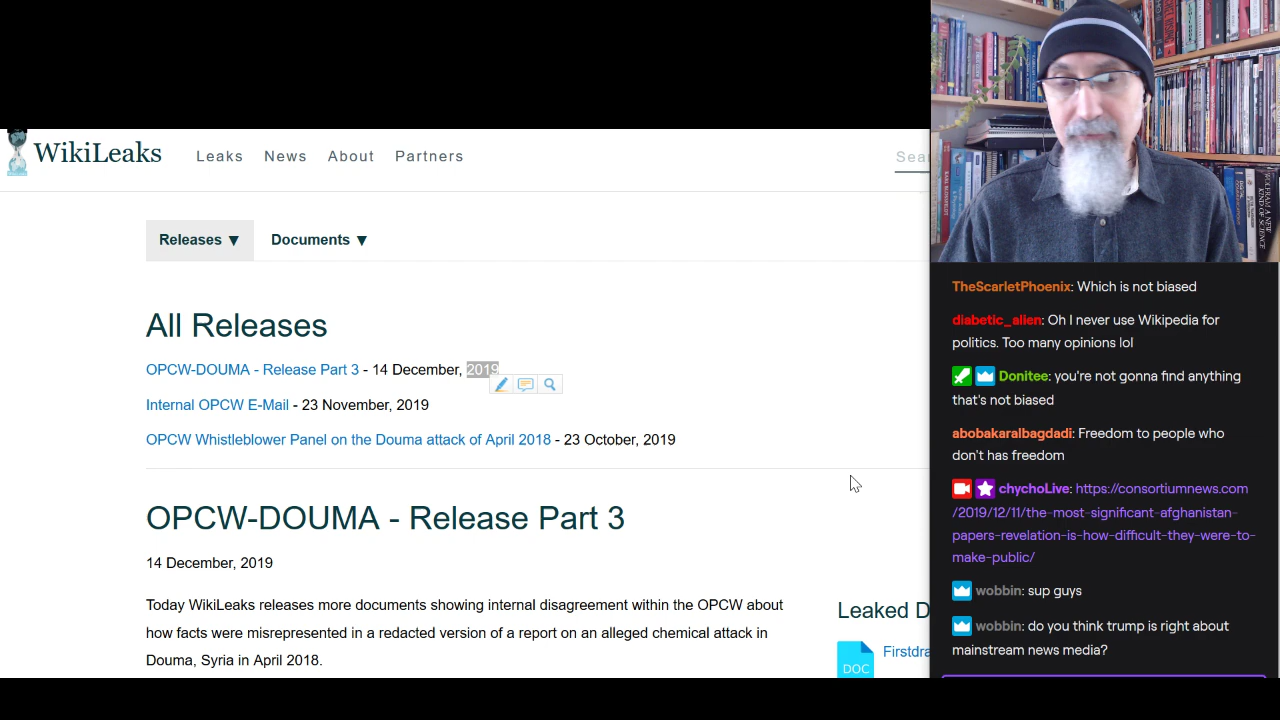 WikiLeaks
Leaks News About Partners
Releases ▼ Documents ▼
All Releases
OPCW-DOUMA - Release Part 3 - 14 December, 2019
Internal OPCW E-Mail - 23 November, 2019
OPCW Whistleblower Panel on the Douma attack of April 2018 - 23 October, 2019
OPCW-DOUMA - Release Part 3
14 December, 2019
Today WikiLeaks releases more documents showing internal disagreement within the OPCW about
how facts were misrepresented in a redacted version of a report on an alleged chemical attack in
Douma, Syria in April 2018.
DOC
WOLFRAM A NEW
KIND OF SCIENCE
TheScarletPhoenix: Which is not biased
diabetic_alien: Oh I never use Wikipedia for
politics. Too many opinions lol
Donitee: you're not gonna find anything
that's not biased
abobakaralbagdadi: Freedom to people who
don't has freedom
chychoLive: https://consortiumnews.com
/2019/12/11/the-most-significant-afghanistan-
papers-revelation-is-how-difficult-they-were-to-
make-public/
wobbin: sup guys
wobbin: do you think trump is right about
mainstream news media?